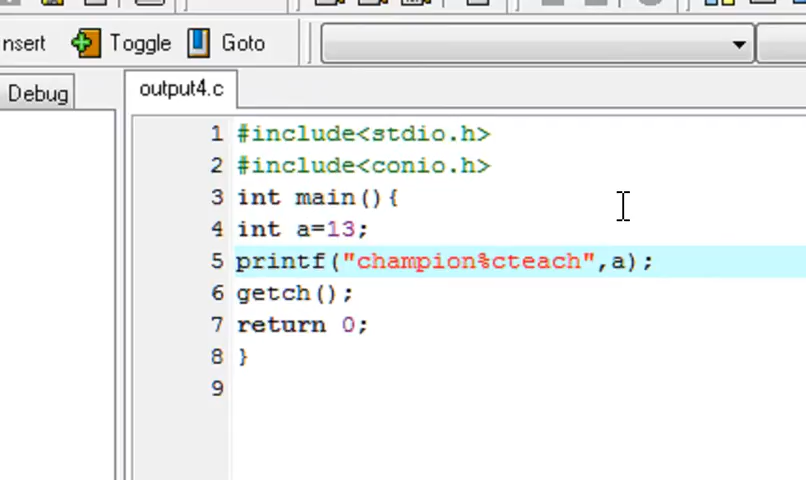 nsert Toggle Goto
Debug output4.c
1 #include<stdio.h>
2 #include<conio.h>
3 int main(){
4 int a=13;
5 printf("champion%cteach",a);
6 getch();
7 return 0;
8 }
9